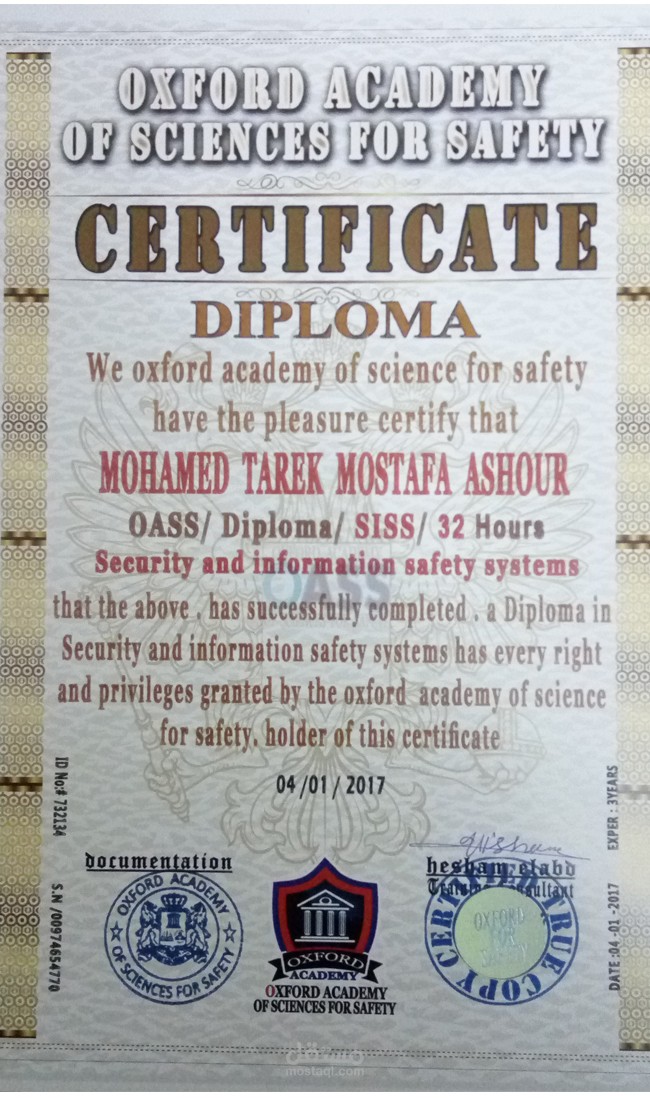 OXFORD ACADEMY
OF SCIENCES FOR SAFETY
CERTIFICATE
DIPLOMA
We oxford academy of science for safety
have the pleasure certify that
MOHAMED TAREK MOSTAFA ASHOUR
OASS/ Diploma/ SISS/ 32 Hours
Security and information safety systems
OASS
that the above . has successfully completed . a Diploma in
Security and information safety systems has every right
and privileges granted by the oxford academy of science
for safety. holder of this certificate
04 /01 / 2017
ID No:# 732134
S.N /00974654770
EXPER : 3YEARS
DATE :04 -01 -2017
documentation
OXFORD ACADEMY
OF SCIENCES FOR SAFETY
OXFORD
ACADEMY
OXFORD ACADEMY
OF SCIENCES FOR SAFETY
hesham elabd
Training consultant
CERTIFIED TRUE COPY
OXFORD
FOR
SAFETY
مستقل
mostaql.com